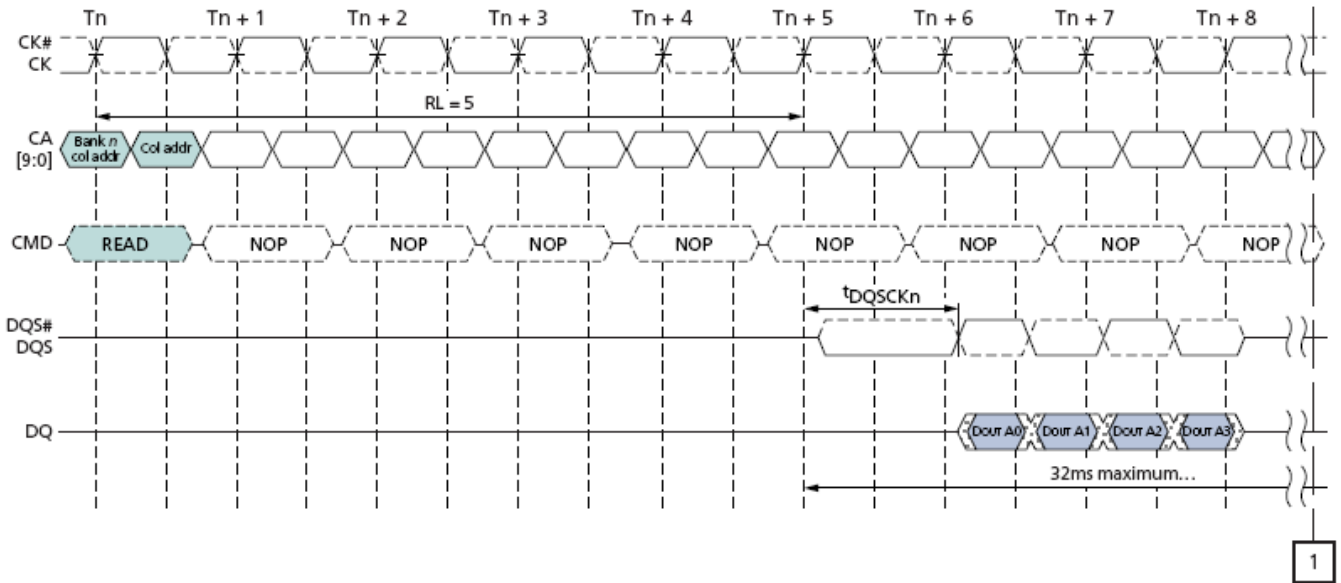 Tn Tn + 1 Tn + 2 Tn + 3 Tn + 4 Tn + 5 Tn + 6 Tn + 7 Tn + 8
CK#
CK
RL = 5
CA
[9:0]
Bank n
col addr
Col addr
CMD READ NOP NOP NOP NOP NOP NOP NOP NOP
tDQSCKn
DQS#
DQS
DQ DOUT A0 DOUT A1 DOUT A2 DOUT A3
32ms maximum…
1